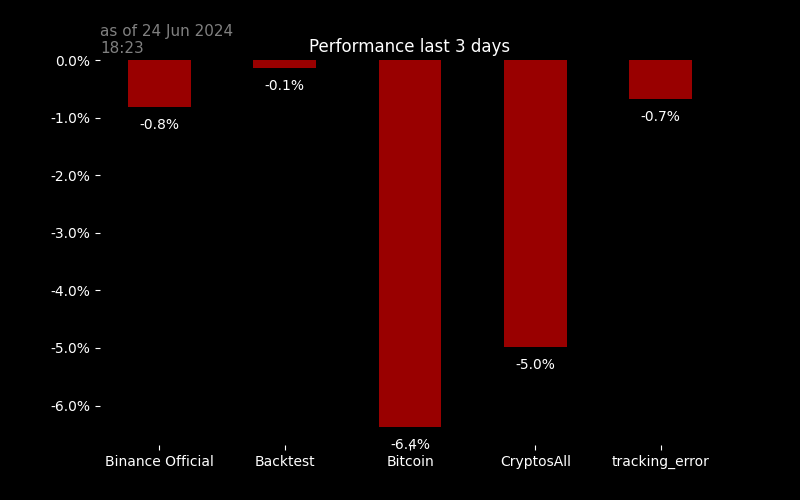 as of 24 Jun 2024
18:23
Performance last 3 days
0.0%
-1.0%
-2.0%
-3.0%
-4.0%
-5.0%
-6.0%
-0.8%
-0.1%
-6.4%
-5.0%
-0.7%
Binance Official
Backtest
Bitcoin
CryptosAll
tracking_error